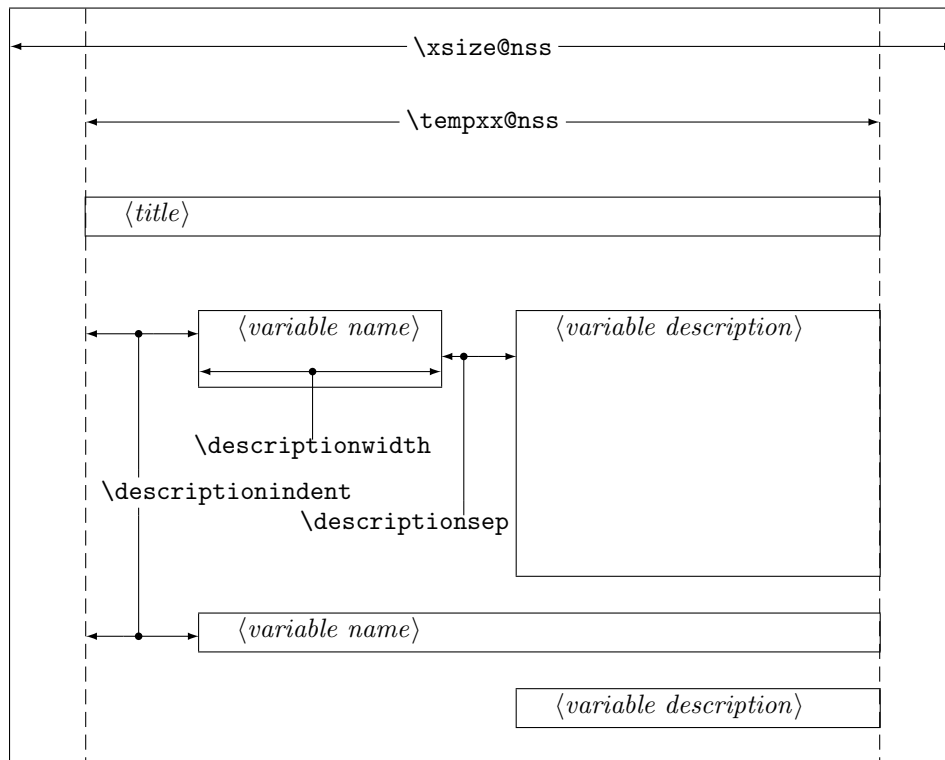 \xsize@nss
\tempxx@nss
⟨title⟩
⟨variable name⟩ ⟨variable description⟩
\descriptionwidth
\descriptionindent
\descriptionsep
⟨variable name⟩
⟨variable description⟩